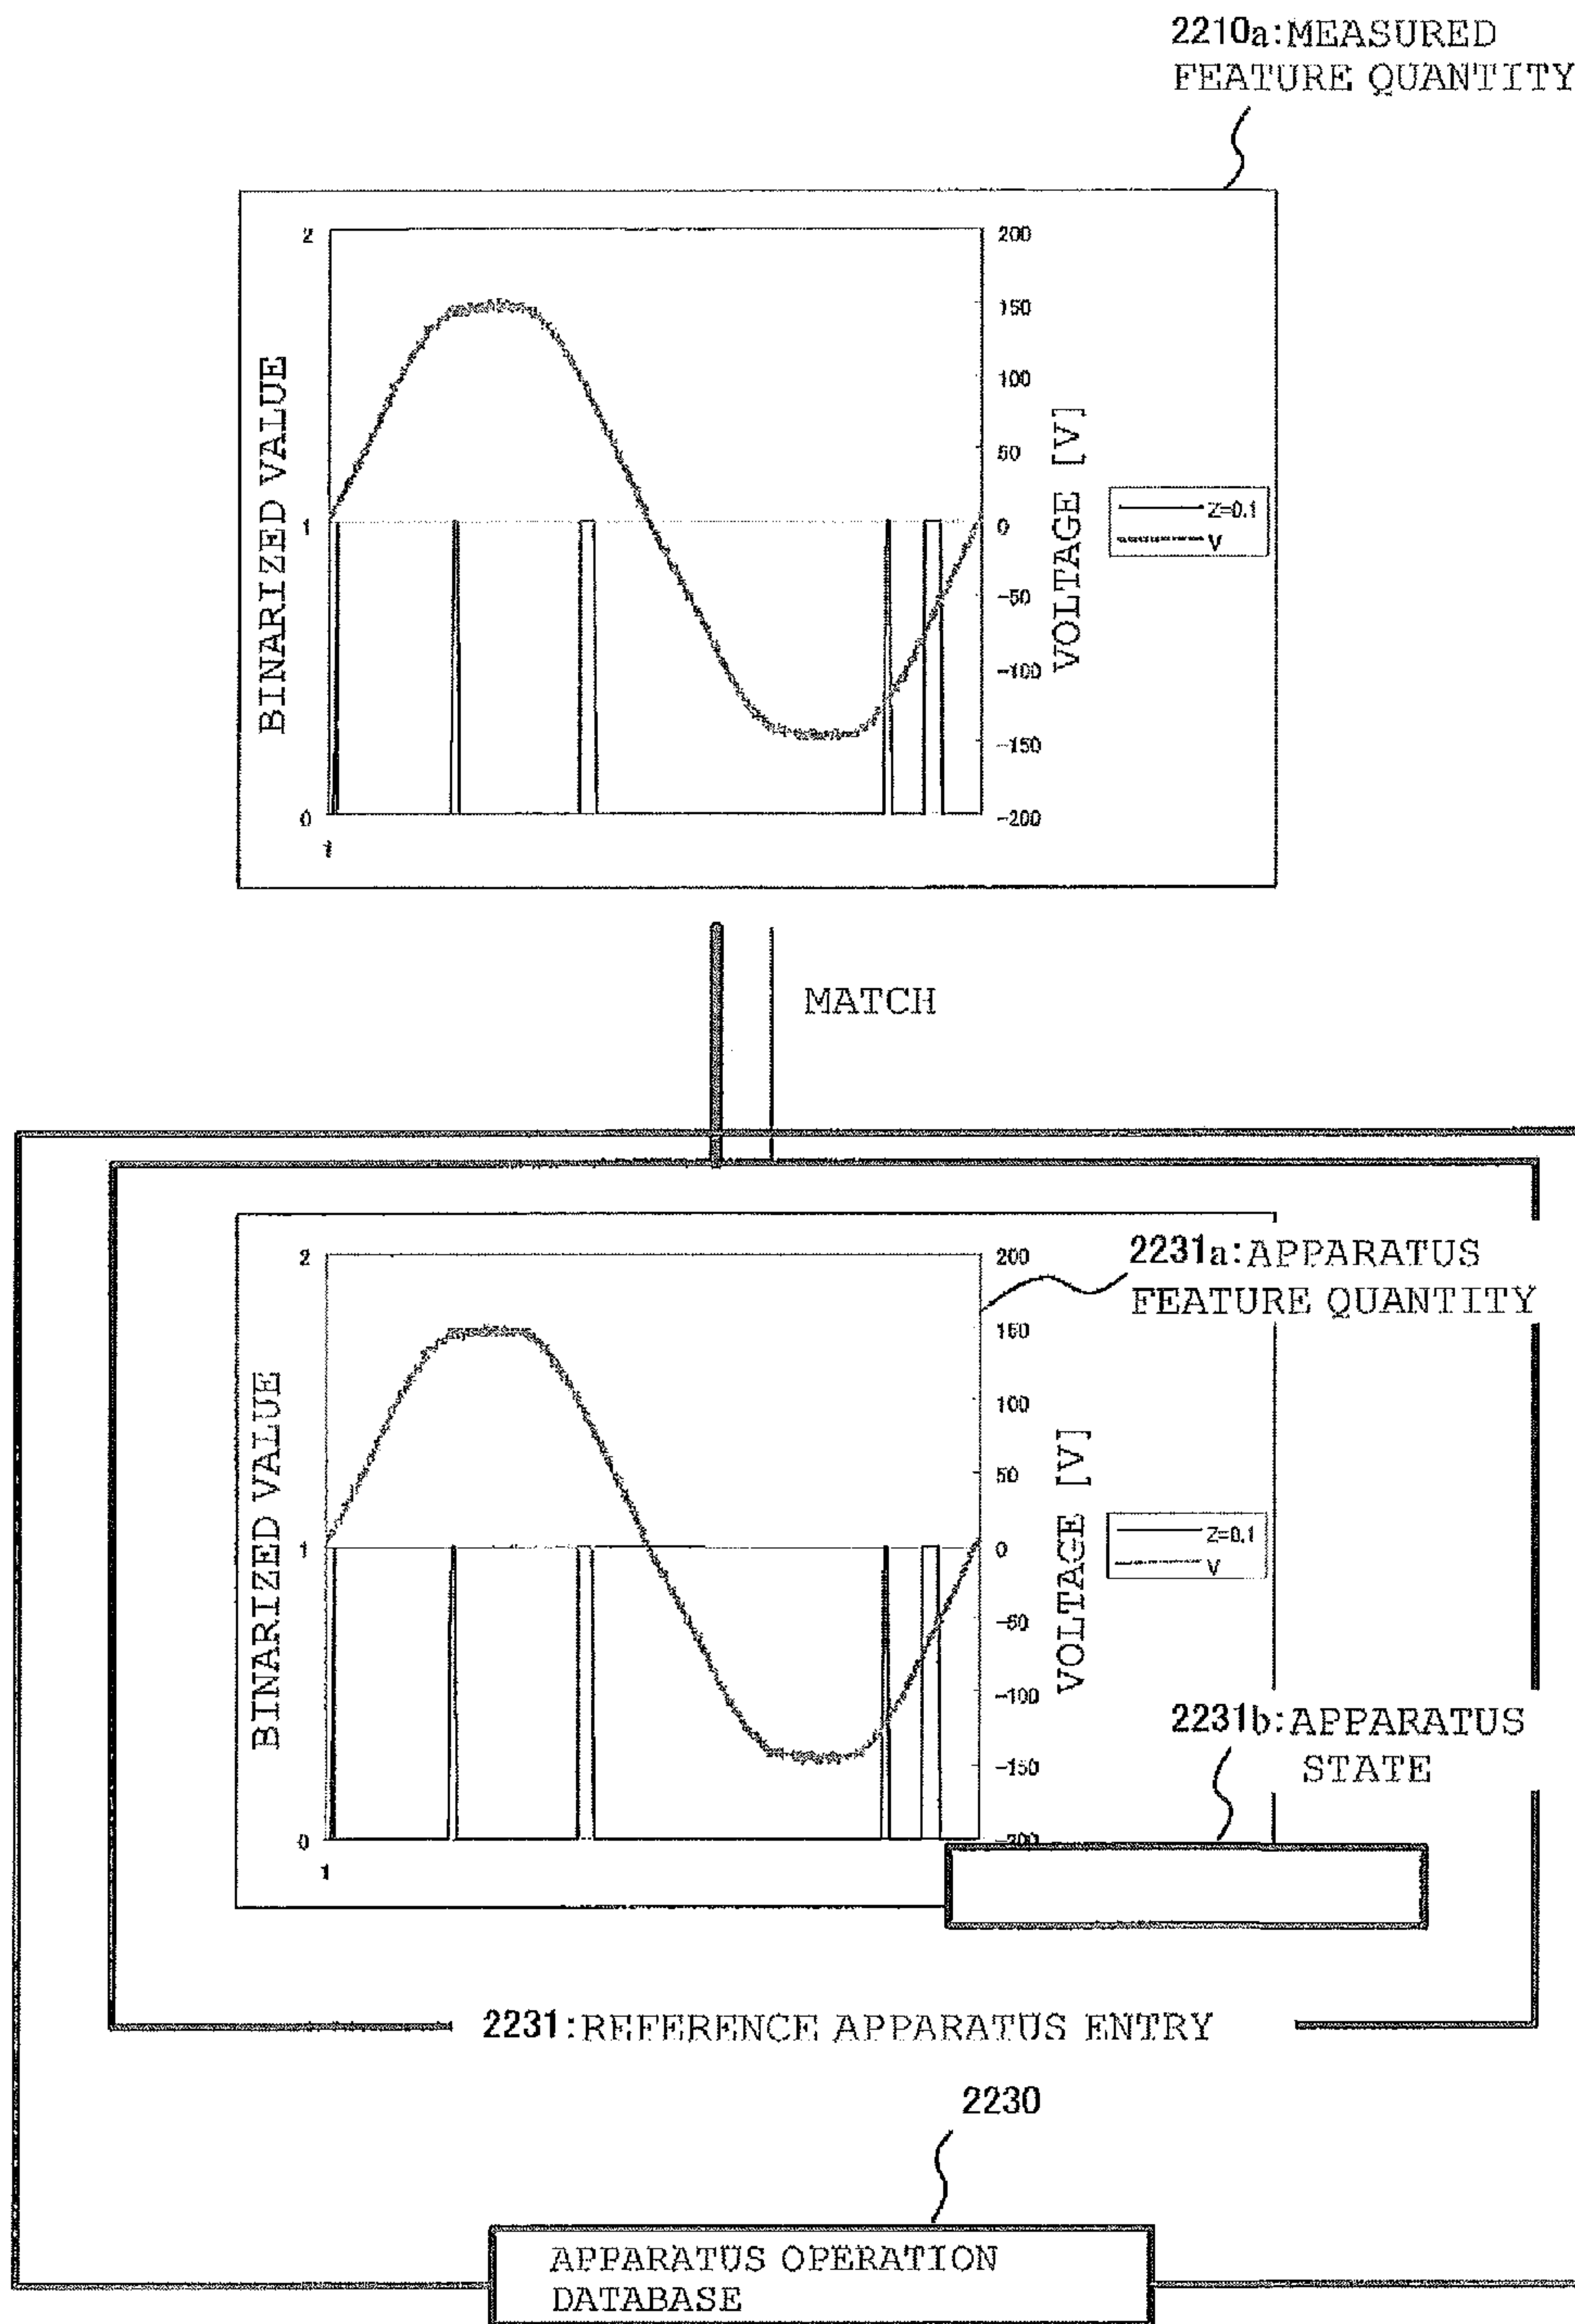 2210a:MEASURED
FEATURE QUANTITY
BINARIZED VALUE
2
1
0
1
200
150
100
50
0
-50
-100
-150
-200
VOLTAGE [V]
Z=0.1
V
MATCH
2231a:APPARATUS
FEATURE QUANTITY
BINARIZED VALUE
2
1
0
1
200
150
100
50
0
-50
-100
-150
-200
VOLTAGE [V]
Z=0.1
V
2231b:APPARATUS
STATE
2231:REFERENCE APPARATUS ENTRY
2230
APPARATUS OPERATION
DATABASE